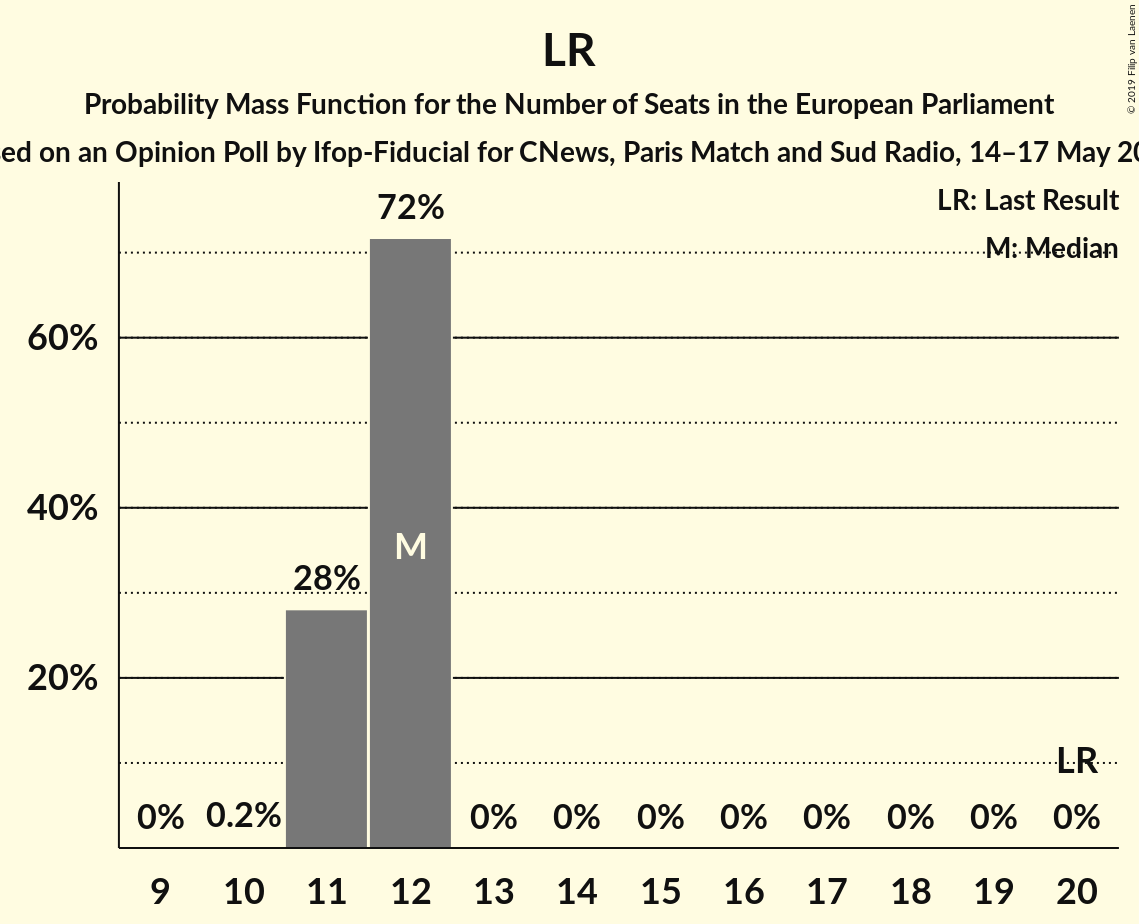 LR
Probability Mass Function for the Number of Seats in the European Parliament
on an Opinion Poll by Ifop-Fiducial for CNews, Paris Match and Sud Radio, 14–17 May
© 2019 Filip van Laenen
LR: Last Result
M: Median
72%
60%
40%
M
28%
20%
LR
0% 0.2% 0% 0% 0% 0% 0% 0% 0% 0%
9 10 11 12 13 14 15 16 17 18 19 20